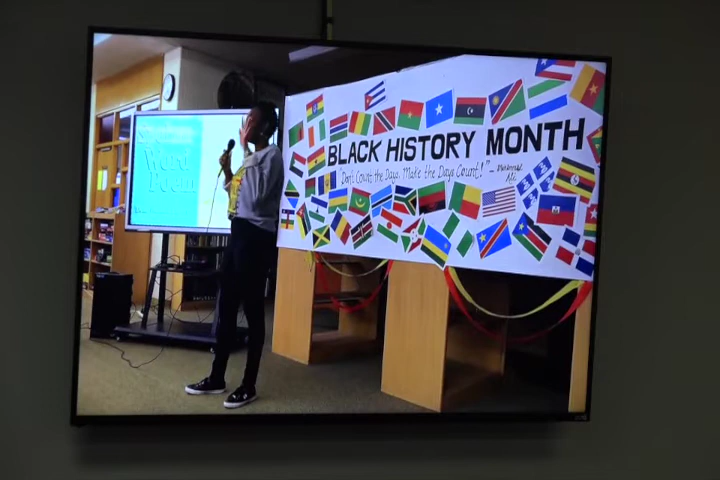 Word
Poem
BLACK HISTORY MONTH
"Don't Count the Days, Make the Days Count!" -